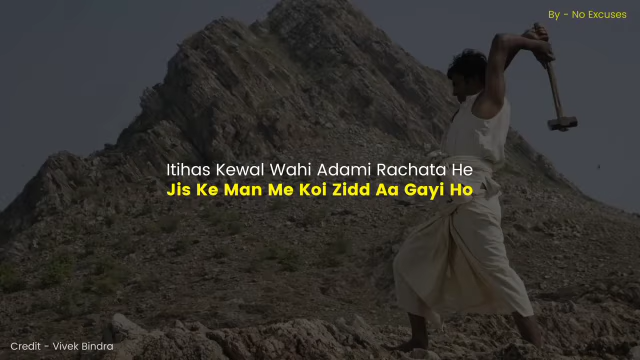 By - No Excuses
Itihas Kewal Wahi Adami Rachata He
Jis Ke Man Me Koi Zidd Aa Gayi Ho
Credit - Vivek Bindra